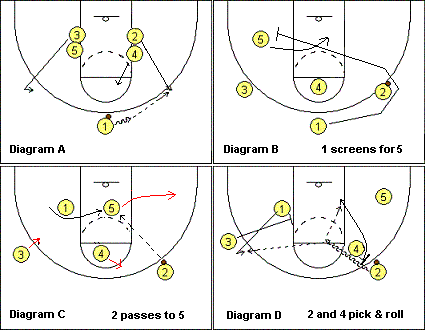 3
2
5
4
1
Diagram A
5
3
4
2
1
Diagram B
1 screens for 5
1
5
3
4
2
Diagram C
2 passes to 5
5
1
3
4
2
Diagram D
2 and 4 pick & roll